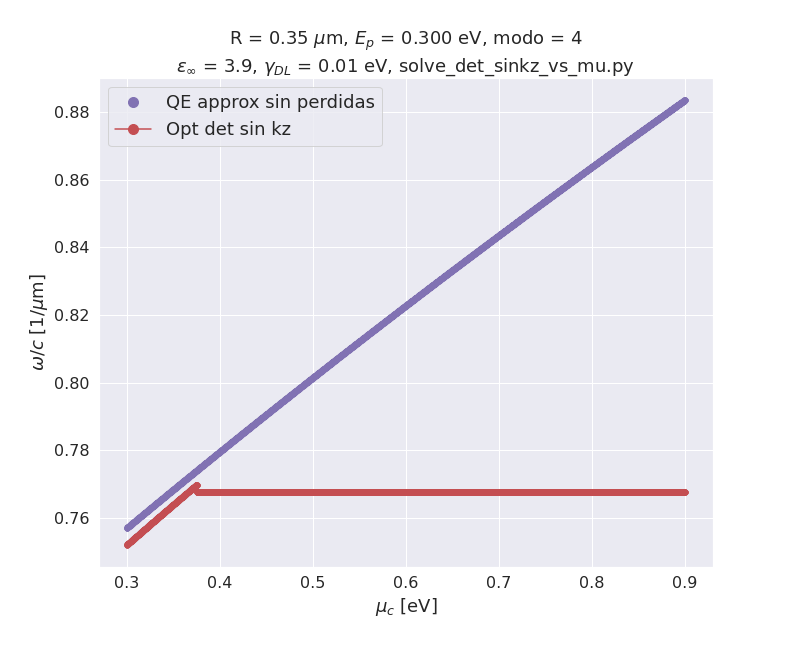 R = 0.35 μm, Eₚ = 0.300 eV, modo = 4
ε∞ = 3.9, γ_DL = 0.01 eV, solve_det_sinkz_vs_mu.py
QE approx sin perdidas
Opt det sin kz
0.88
0.86
0.84
0.82
0.80
0.78
0.76
ω/c [1/μm]
0.3 0.4 0.5 0.6 0.7 0.8 0.9
μ_c [eV]